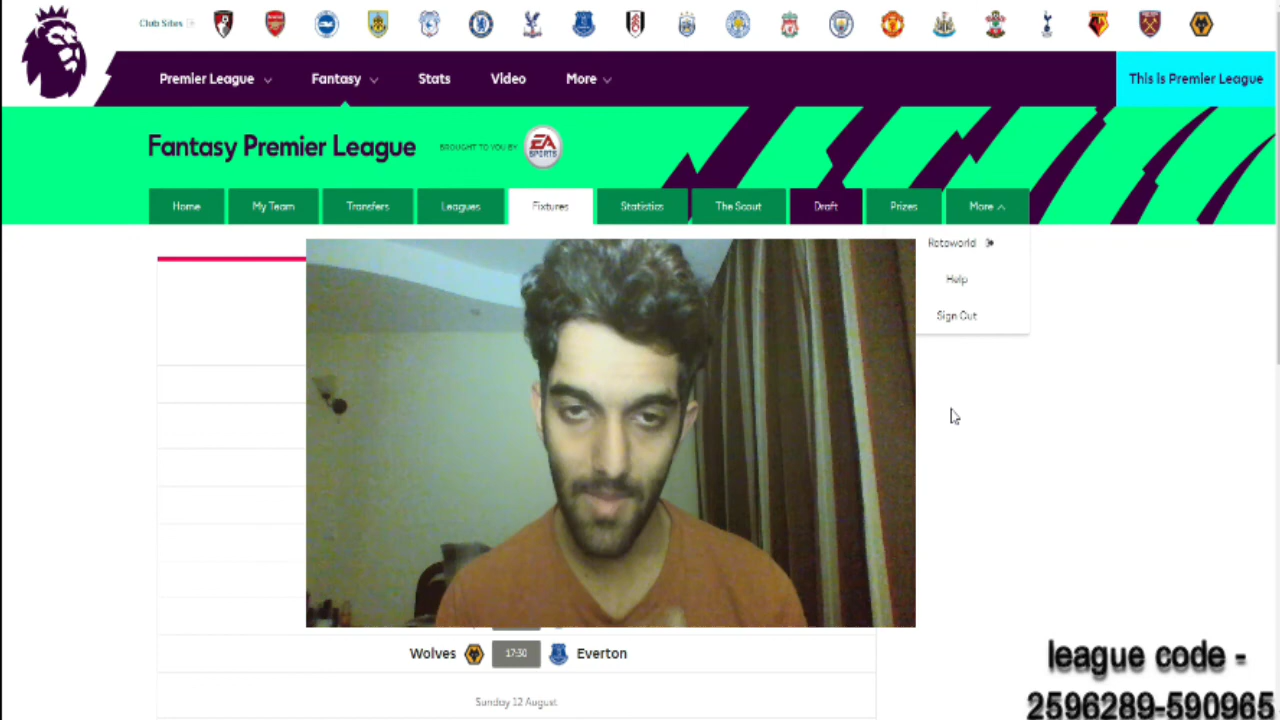 Club Sites
Premier League
Fantasy
Stats
Video
More
This is Premier League
Fantasy Premier League
BROUGHT TO YOU BY
EA
SPORTS
Home
My Team
Transfers
Leagues
Fixtures
Statistics
The Scout
Draft
Prizes
More
Rotoworld
Help
Sign Out
Wolves 17:30 Everton
Sunday 12 August
league code -
2596289-590965